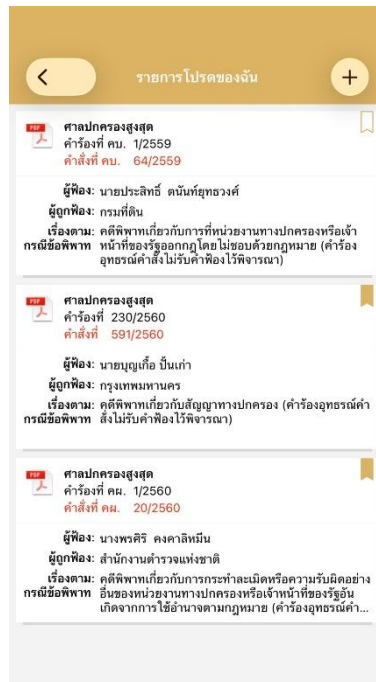 รายการโปรดของฉัน
PDF
ศาลปกครองสูงสุด
คำร้องที่ คบ. 1/2559
คำสั่งที่ คบ. 64/2559
ผู้ฟ้อง: นายประสิทธิ์ ตนันท์ยุทธวงศ์
ผู้ถูกฟ้อง: กรมที่ดิน
เรื่องตาม: คดีพิพาทเกี่ยวกับการที่หน่วยงานทางปกครองหรือเจ้า
กรณีข้อพิพาท หน้าที่ของรัฐออกกฎโดยไม่ชอบด้วยกฎหมาย (คำร้อง
อุทธรณ์คำสั่งไม่รับคำฟ้องไว้พิจารณา)
PDF
ศาลปกครองสูงสุด
คำร้องที่ 230/2560
คำสั่งที่ 591/2560
ผู้ฟ้อง: นายบุญเกื้อ ปั้นเก่า
ผู้ถูกฟ้อง: กรุงเทพมหานคร
เรื่องตาม: คดีพิพาทเกี่ยวกับสัญญาทางปกครอง (คำร้องอุทธรณ์คำ
กรณีข้อพิพาท สั่งไม่รับคำฟ้องไว้พิจารณา)
PDF
ศาลปกครองสูงสุด
คำร้องที่ คผ. 1/2560
คำสั่งที่ คผ. 20/2560
ผู้ฟ้อง: นางพรศิริ คงคาลิหมีน
ผู้ถูกฟ้อง: สำนักงานตำรวจแห่งชาติ
เรื่องตาม: คดีพิพาทเกี่ยวกับการกระทำละเมิดหรือความรับผิดอย่าง
กรณีข้อพิพาท อื่นของหน่วยงานทางปกครองหรือเจ้าหน้าที่ของรัฐอัน
เกิดจากการใช้อำนาจตามกฎหมาย (คำร้องอุทธรณ์คำ...